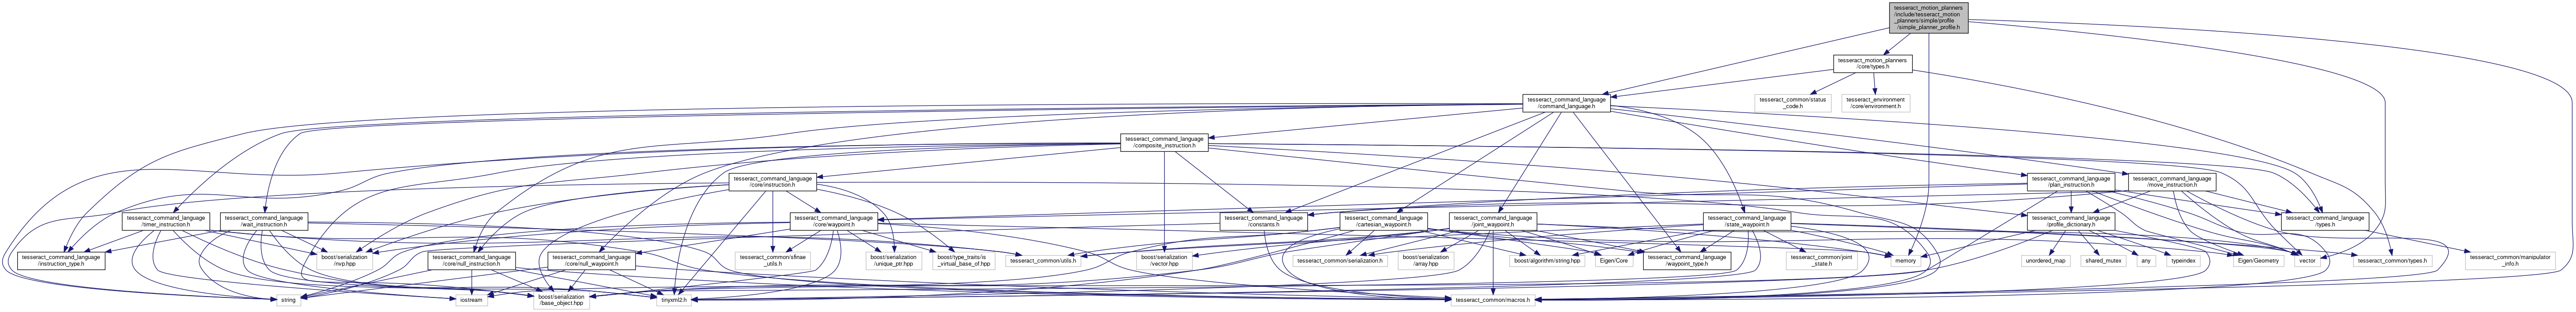 tesseract_motion_planners
/include/tesseract_motion
_planners/simple/profile
/simple_planner_profile.h
tesseract_motion_planners
/core/types.h
tesseract_command_language
/command_language.h
tesseract_common/status
_code.h
tesseract_environment
/core/environment.h
tesseract_command_language
/composite_instruction.h
tesseract_command_language
/core/instruction.h
tesseract_command_language
/plan_instruction.h
tesseract_command_language
/move_instruction.h
tesseract_command_language
/timer_instruction.h
tesseract_command_language
/wait_instruction.h
tesseract_command_language
/core/waypoint.h
tesseract_command_language
/constants.h
tesseract_command_language
/cartesian_waypoint.h
tesseract_command_language
/joint_waypoint.h
tesseract_command_language
/state_waypoint.h
tesseract_command_language
/profile_dictionary.h
tesseract_command_language
/types.h
tesseract_command_language
/instruction_type.h
boost/serialization
/nvp.hpp
tesseract_command_language
/core/null_instruction.h
tesseract_command_language
/core/null_waypoint.h
tesseract_common/sfinae
_utils.h
boost/serialization
/unique_ptr.hpp
boost/type_traits/is
_virtual_base_of.hpp
tesseract_common/utils.h
boost/serialization
/vector.hpp
tesseract_common/serialization.h
boost/serialization
/array.hpp
boost/algorithm/string.hpp
Eigen/Core
tesseract_command_language
/waypoint_type.h
tesseract_common/joint
_state.h
memory
unordered_map
shared_mutex
any
typeindex
Eigen/Geometry
vector
tesseract_common/types.h
tesseract_common/manipulator
_info.h
string
iostream
boost/serialization
/base_object.hpp
tinyxml2.h
tesseract_common/macros.h